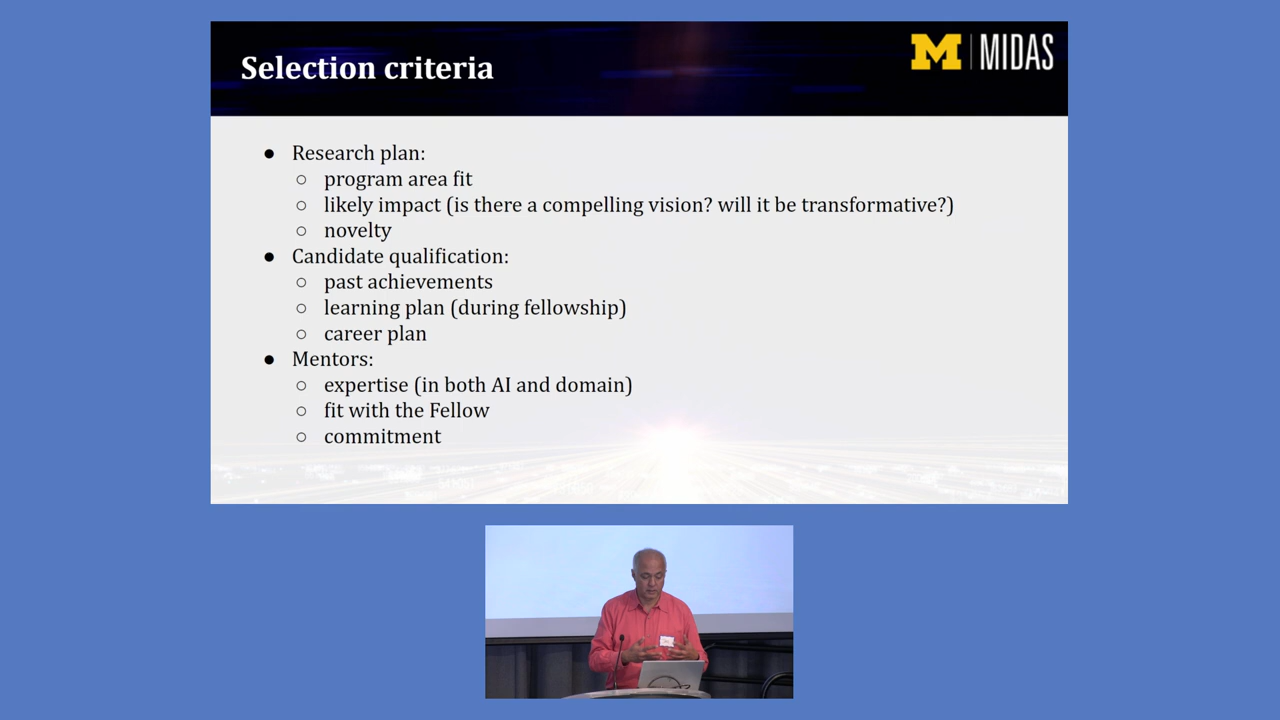 Selection criteria
M | MIDAS
● Research plan:
○ program area fit
○ likely impact (is there a compelling vision? will it be transformative?)
○ novelty
● Candidate qualification:
○ past achievements
○ learning plan (during fellowship)
○ career plan
● Mentors:
○ expertise (in both AI and domain)
○ fit with the Fellow
○ commitment